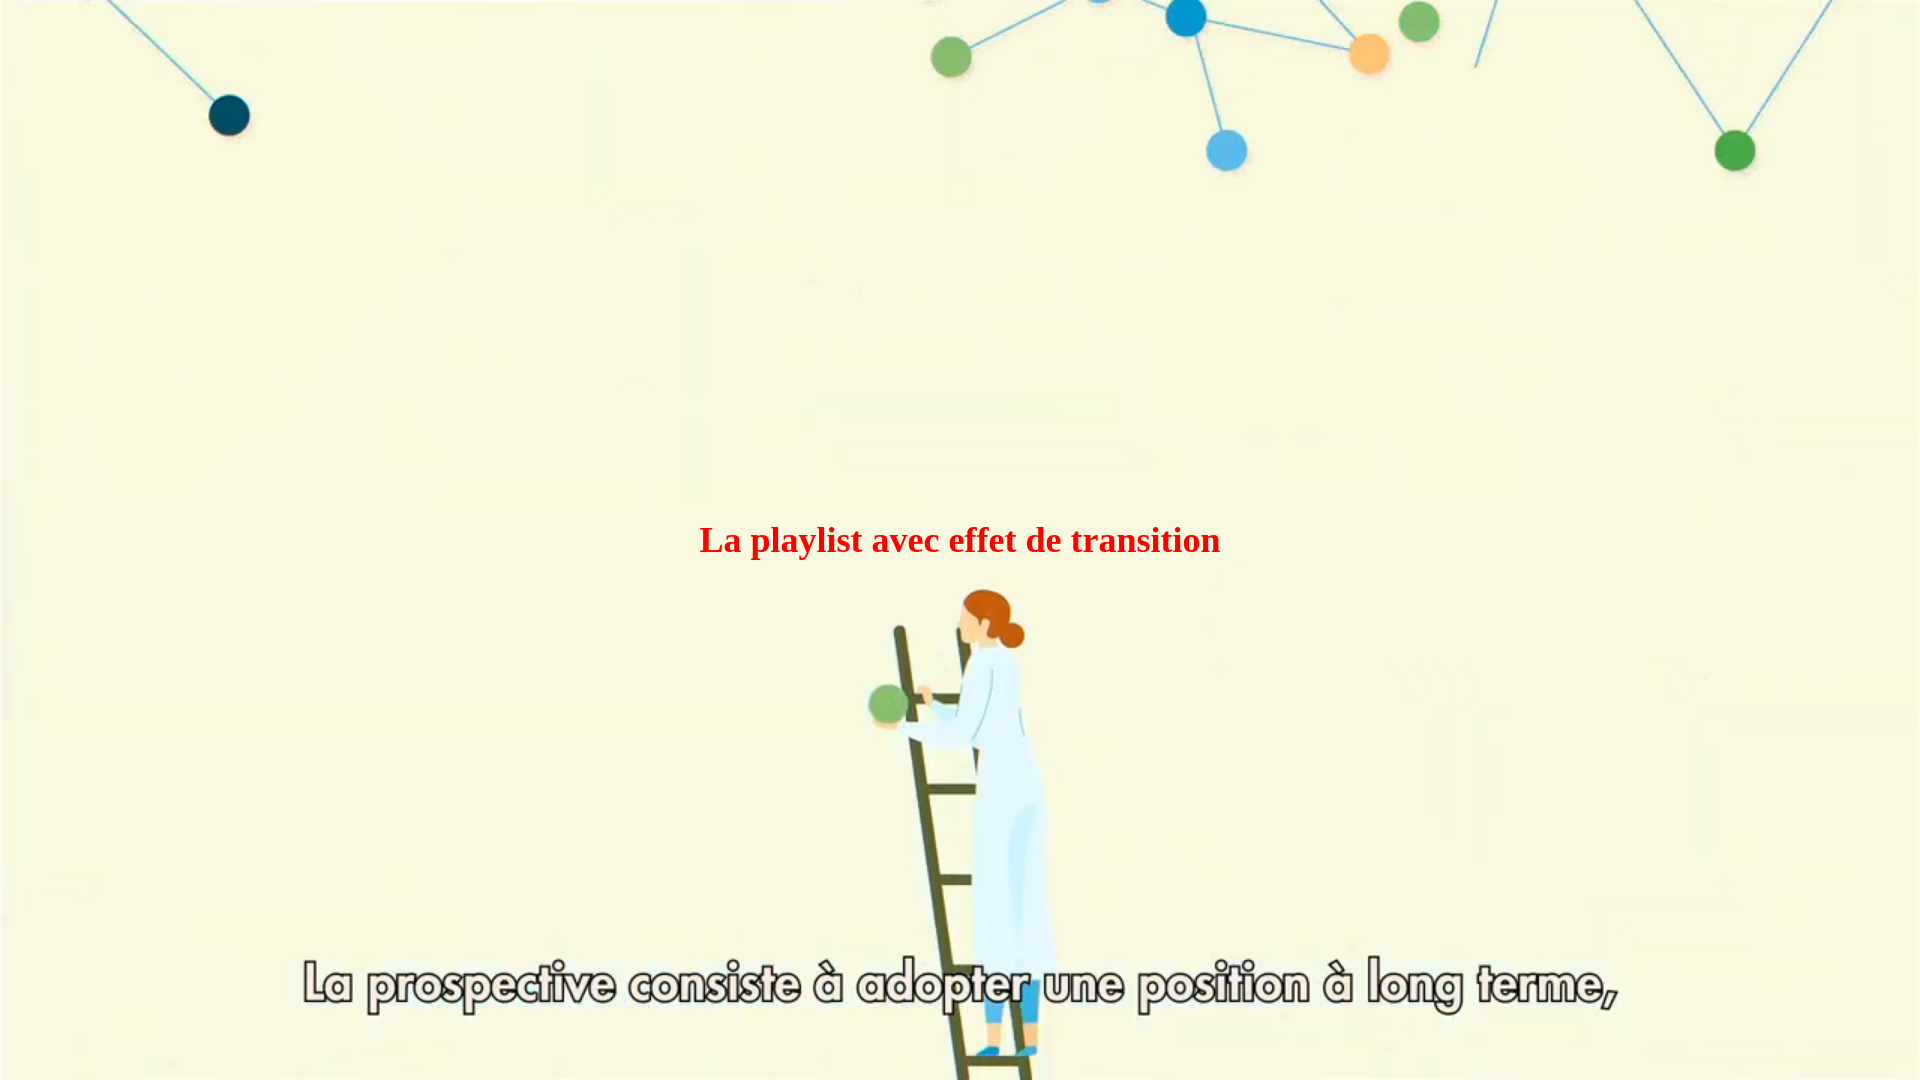 La playlist avec effet de transition
La prospective consiste à adopter une position à long terme,